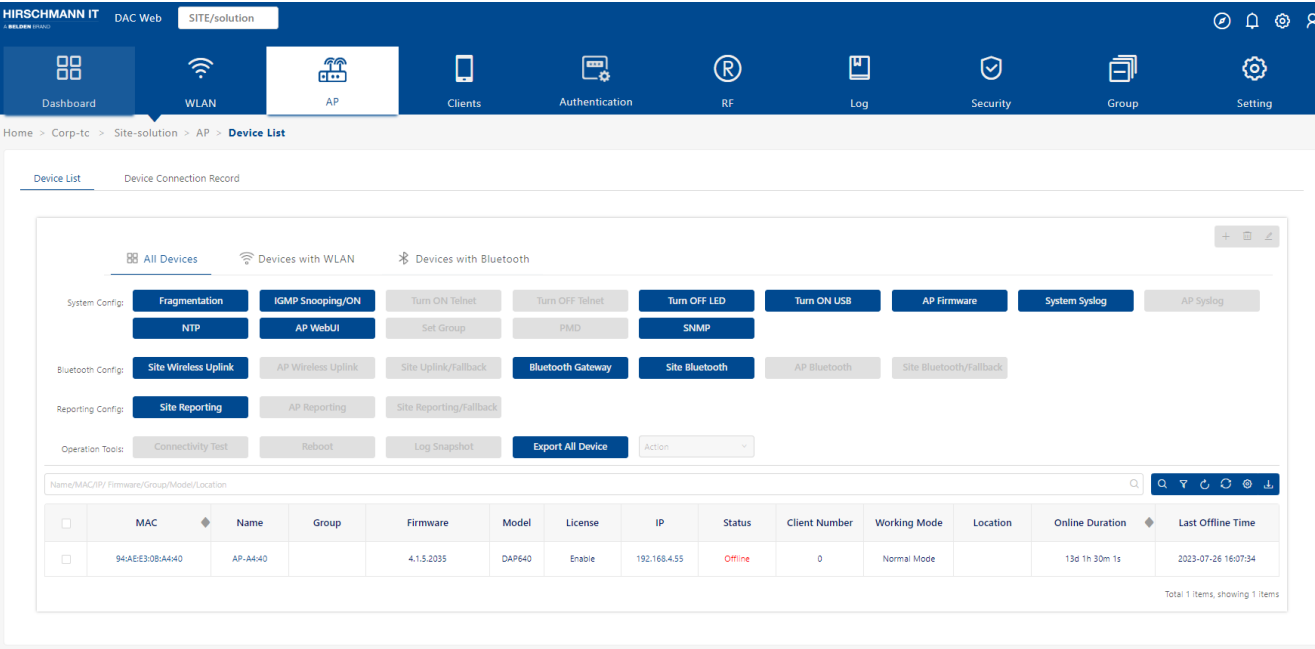 HIRSCHMANN IT DAC Web SITE/solution
A BELDEN BRAND
Dashboard WLAN AP Clients Authentication RF Log Security Group Setting
Home > Corp-tc > Site-solution > AP > Device List
Device List Device Connection Record
All Devices Devices with WLAN Devices with Bluetooth
System Config: Fragmentation IGMP Snooping/ON Turn ON Telnet Turn OFF Telnet Turn OFF LED Turn ON USB AP Firmware System Syslog AP Syslog
NTP AP WebUI Set Group PMD SNMP
Bluetooth Config: Site Wireless Uplink AP Wireless Uplink Site Uplink/Fallback Bluetooth Gateway Site Bluetooth AP Bluetooth Site Bluetooth/Fallback
Reporting Config: Site Reporting AP Reporting Site Reporting/Fallback
Operation Tools: Connectivity Test Reboot Log Snapshot Export All Device Action
Name/MAC/IP/ Firmware/Group/Model/Location
MAC Name Group Firmware Model License IP Status Client Number Working Mode Location Online Duration Last Offline Time
94:AE:E3:0B:A4:40 AP-A4:40 4.1.5.2035 DAP640 Enable 192.168.4.55 Offline 0 Normal Mode 13d 1h 30m 1s 2023-07-26 16:07:34
Total 1 items, showing 1 items